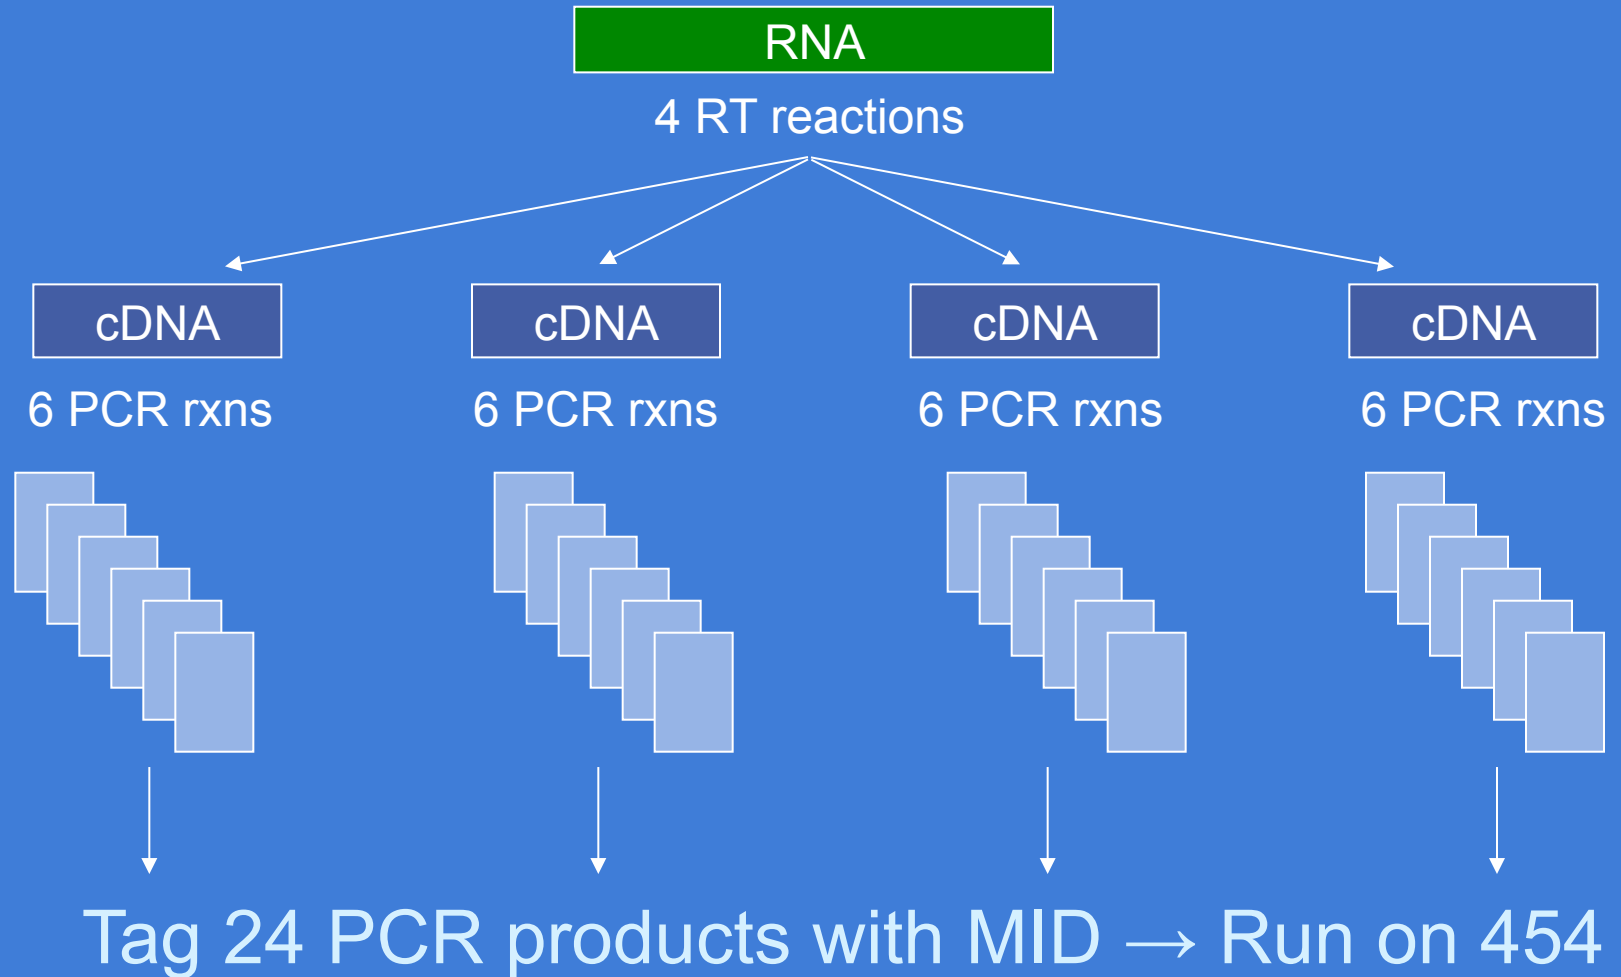 RNA
4 RT reactions
cDNA
cDNA
cDNA
cDNA
6 PCR rxns
6 PCR rxns
6 PCR rxns
6 PCR rxns
Tag 24 PCR products with MID → Run on 454